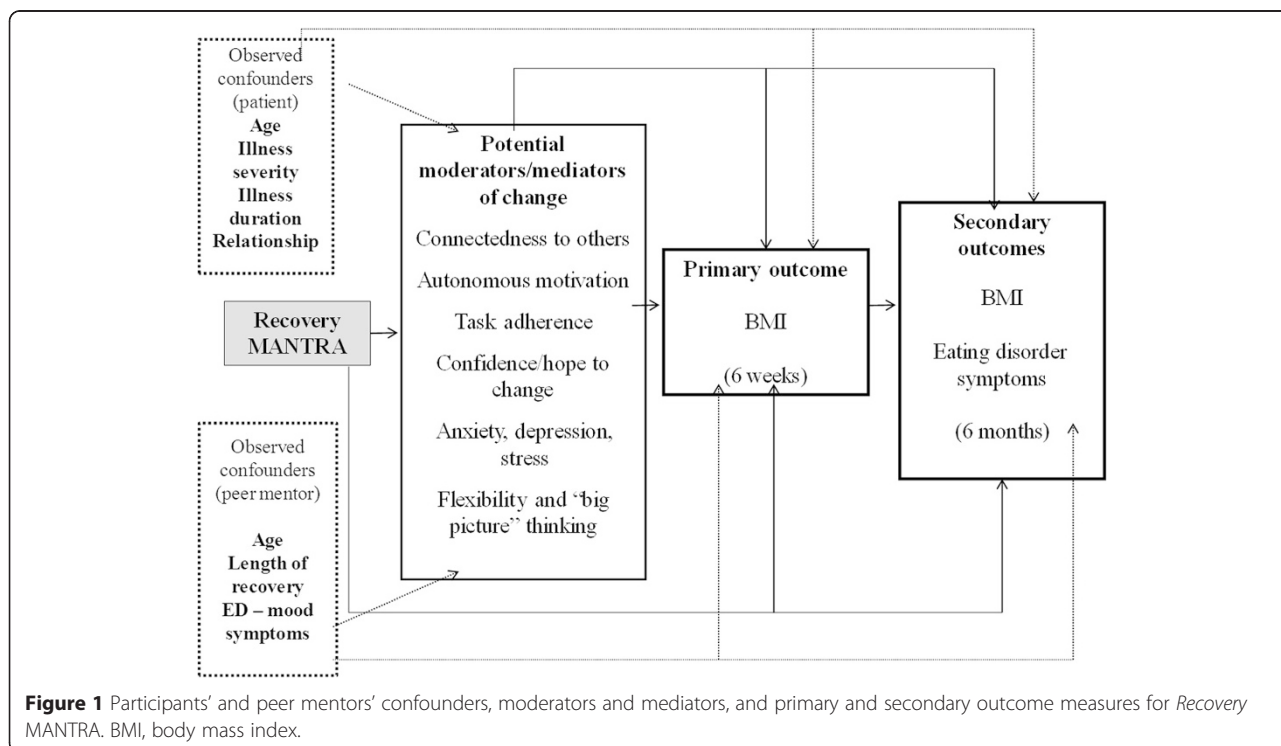 Observed
confounders
(patient)
Age
Illness
severity
Illness
duration
Relationship
Recovery
MANTRA
Observed
confounders
(peer mentor)
Age
Length of
recovery
ED – mood
symptoms
Potential
moderators/mediators
of change
Connectedness to others
Autonomous motivation
Task adherence
Confidence/hope to
change
Anxiety, depression,
stress
Flexibility and “big
picture” thinking
Primary outcome
BMI
(6 weeks)
Secondary
outcomes
BMI
Eating disorder
symptoms
(6 months)
Figure 1 Participants’ and peer mentors’ confounders, moderators and mediators, and primary and secondary outcome measures for Recovery
MANTRA. BMI, body mass index.